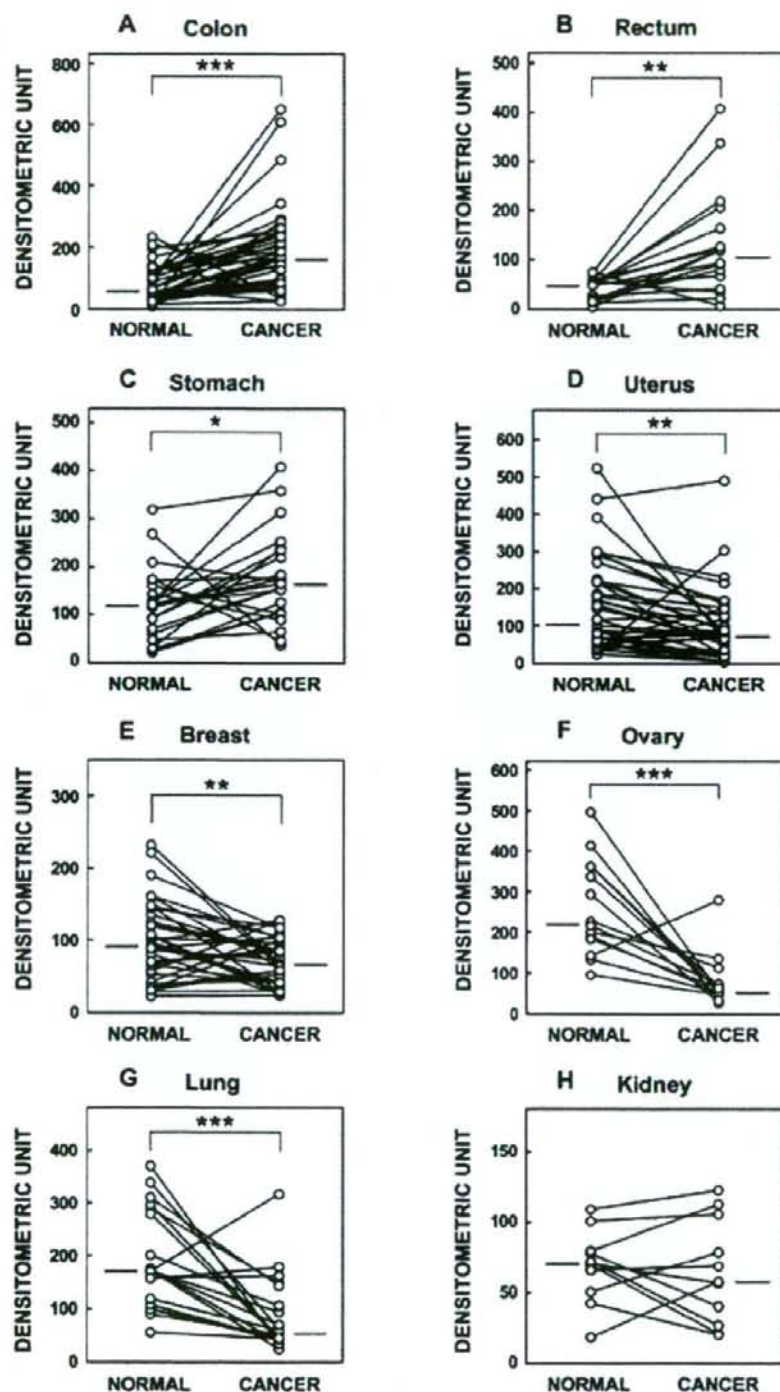 A Colon
B Rectum
***
**
DENSITOMETRIC UNIT
800
600
400
200
0
NORMAL CANCER
DENSITOMETRIC UNIT
500
400
300
200
100
0
NORMAL CANCER
C Stomach
D Uterus
*
**
DENSITOMETRIC UNIT
500
400
300
200
100
0
NORMAL CANCER
DENSITOMETRIC UNIT
600
500
400
300
200
100
0
NORMAL CANCER
E Breast
F Ovary
**
***
DENSITOMETRIC UNIT
300
200
100
0
NORMAL CANCER
DENSITOMETRIC UNIT
600
500
400
300
200
100
0
NORMAL CANCER
G Lung
H Kidney
***
DENSITOMETRIC UNIT
400
300
200
100
0
NORMAL CANCER
DENSITOMETRIC UNIT
150
100
50
0
NORMAL CANCER